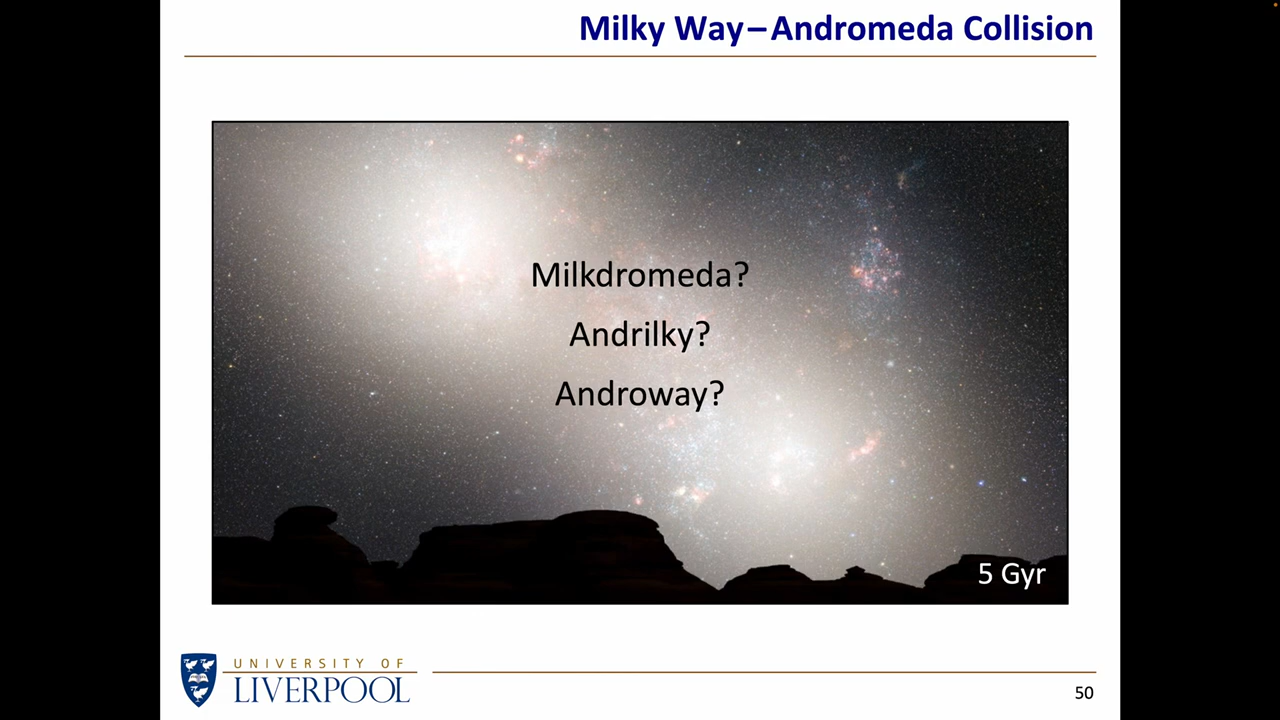 Milky Way–Andromeda Collision
Milkdromeda?
Andrilky?
Androway?
5 Gyr
UNIVERSITY OF
LIVERPOOL
50